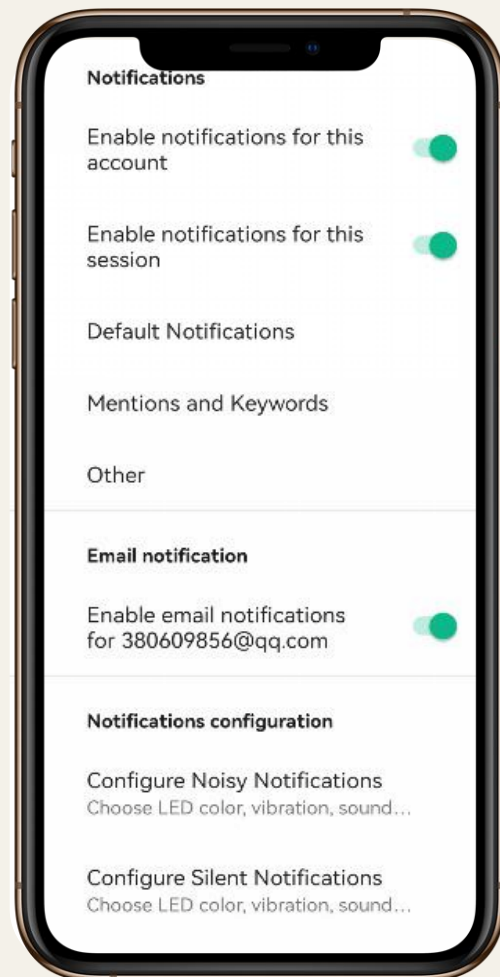 Notifications
Enable notifications for this
account
Enable notifications for this
session
Default Notifications
Mentions and Keywords
Other
Email notification
Enable email notifications
for 380609856@qq.com
Notifications configuration
Configure Noisy Notifications
Choose LED color, vibration, sound...
Configure Silent Notifications
Choose LED color, vibration, sound...